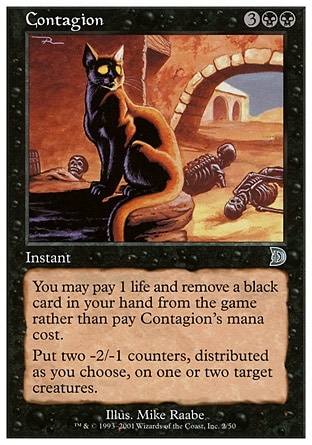 Contagion 3
Instant
You may pay 1 life and remove a black
card in your hand from the game
rather than pay Contagion's mana
cost.
Put two -2/-1 counters, distributed
as you choose, on one or two target
creatures.
Illus. Mike Raabe
™ & © 1993-2001 Wizards of the Coast, Inc. 2/50